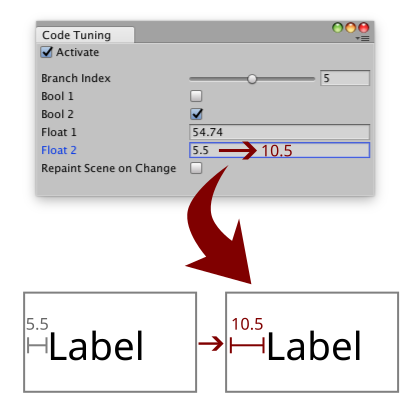 Code Tuning
Activate
Branch Index 5
Bool 1
Bool 2
Float 1 54.74
Float 2 5.5 10.5
Repaint Scene on Change
5.5 10.5
Label Label